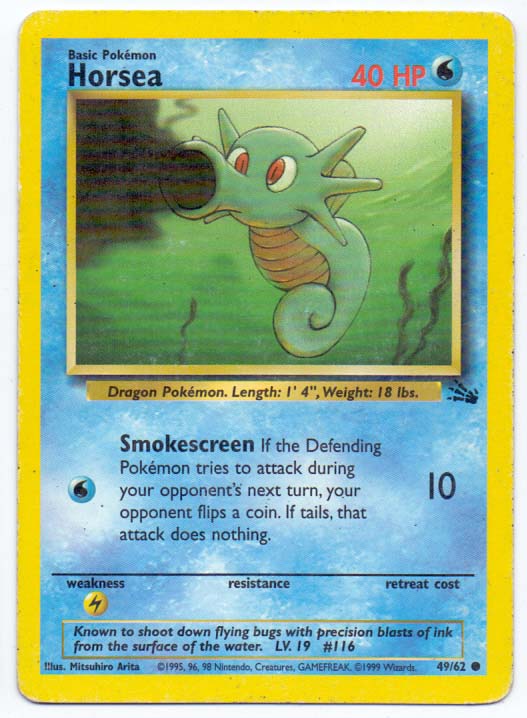 Basic Pokémon
Horsea
40 HP
Dragon Pokémon. Length: 1' 4", Weight: 18 lbs.
Smokescreen If the Defending
Pokémon tries to attack during
your opponent's next turn, your
opponent flips a coin. If tails, that
attack does nothing.
10
weakness resistance retreat cost
Known to shoot down flying bugs with precision blasts of ink
from the surface of the water. LV. 19 #116
Illus. Mitsuhiro Arita ©1995, 96, 98 Nintendo, Creatures, GAMEFREAK. ©1999 Wizards. 49/62